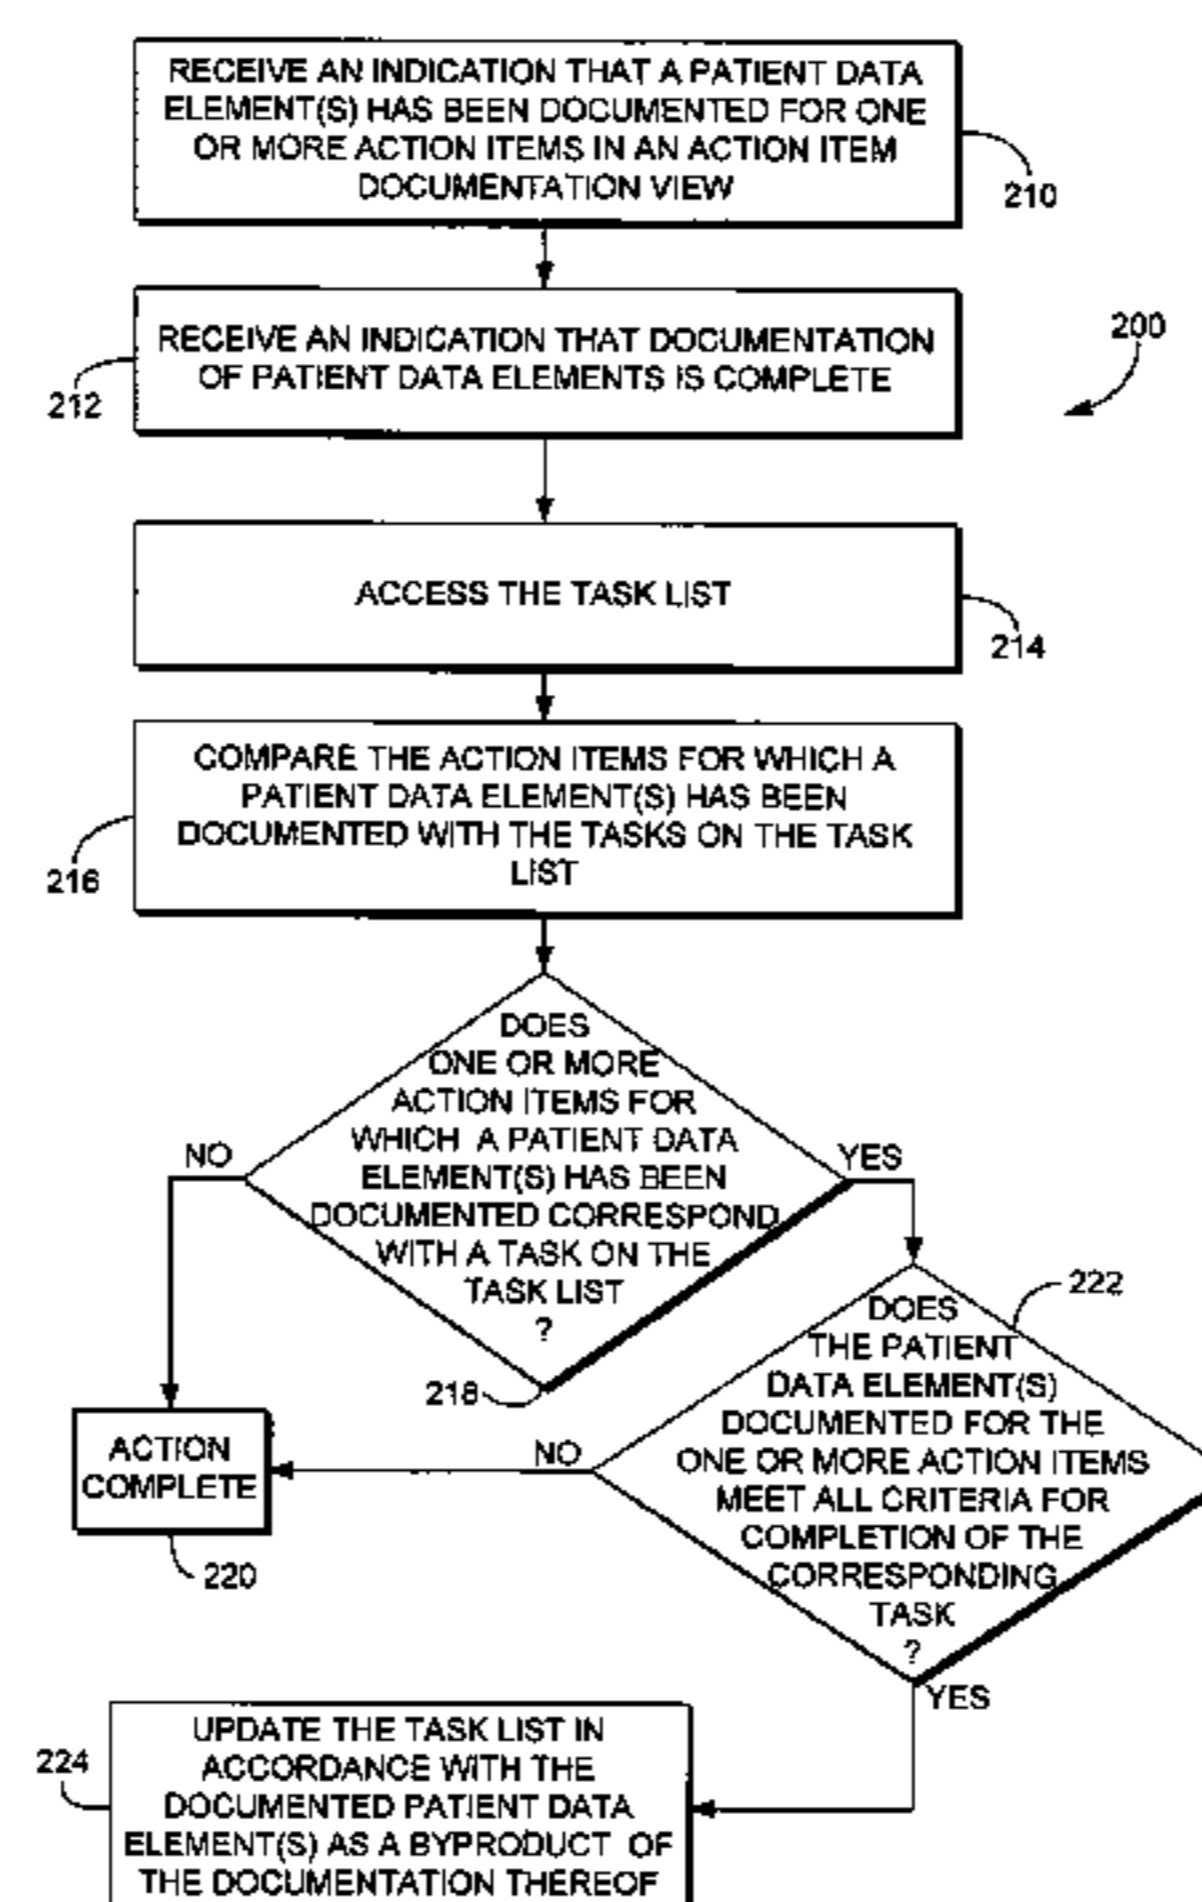 RECEIVE AN INDICATION THAT A PATIENT DATA
ELEMENT(S) HAS BEEN DOCUMENTED FOR ONE
OR MORE ACTION ITEMS IN AN ACTION ITEM
DOCUMENTATION VIEW
210
RECEIVE AN INDICATION THAT DOCUMENTATION
OF PATIENT DATA ELEMENTS IS COMPLETE
212
200
ACCESS THE TASK LIST
214
COMPARE THE ACTION ITEMS FOR WHICH A
PATIENT DATA ELEMENT(S) HAS BEEN
DOCUMENTED WITH THE TASKS ON THE TASK
LIST
216
DOES
ONE OR MORE
ACTION ITEMS FOR
WHICH A PATIENT DATA
ELEMENT(S) HAS BEEN
DOCUMENTED CORRESPOND
WITH A TASK ON THE
TASK LIST
?
NO
YES
218
222
DOES
THE PATIENT
DATA ELEMENT(S)
DOCUMENTED FOR THE
ONE OR MORE ACTION ITEMS
MEET ALL CRITERIA FOR
COMPLETION OF THE
CORRESPONDING
TASK
?
NO
YES
ACTION
COMPLETE
220
UPDATE THE TASK LIST IN
ACCORDANCE WITH THE
DOCUMENTED PATIENT DATA
ELEMENT(S) AS A BYPRODUCT OF
THE DOCUMENTATION THEREOF
224